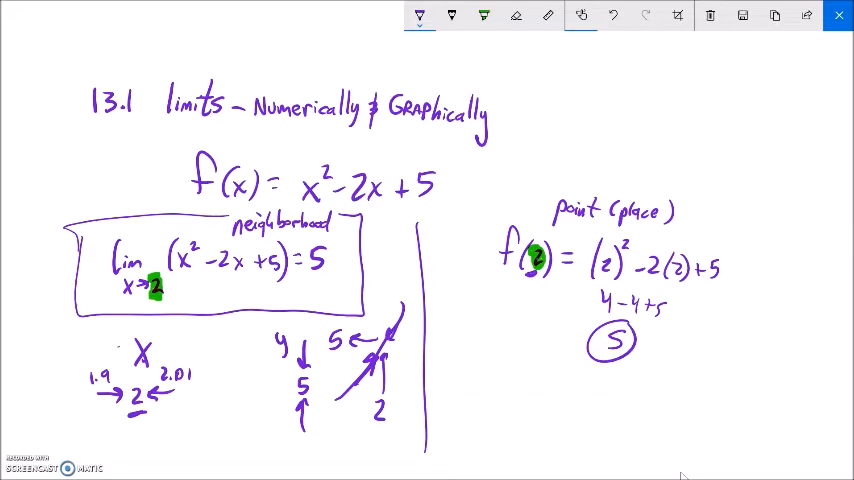 13.1 Limits - Numerically & GRAPHically
f(x) = x² - 2x + 5
neighborhood
lim (x² - 2x + 5) = 5
x→2
x
1.9 2.01
→ 2 ←
y
↓
5
↑
5 ←
2
point (place)
f(2) = (2)² - 2(2) + 5
4 - 4 + 5
5
RECORDED WITH
SCREENCAST MATIC